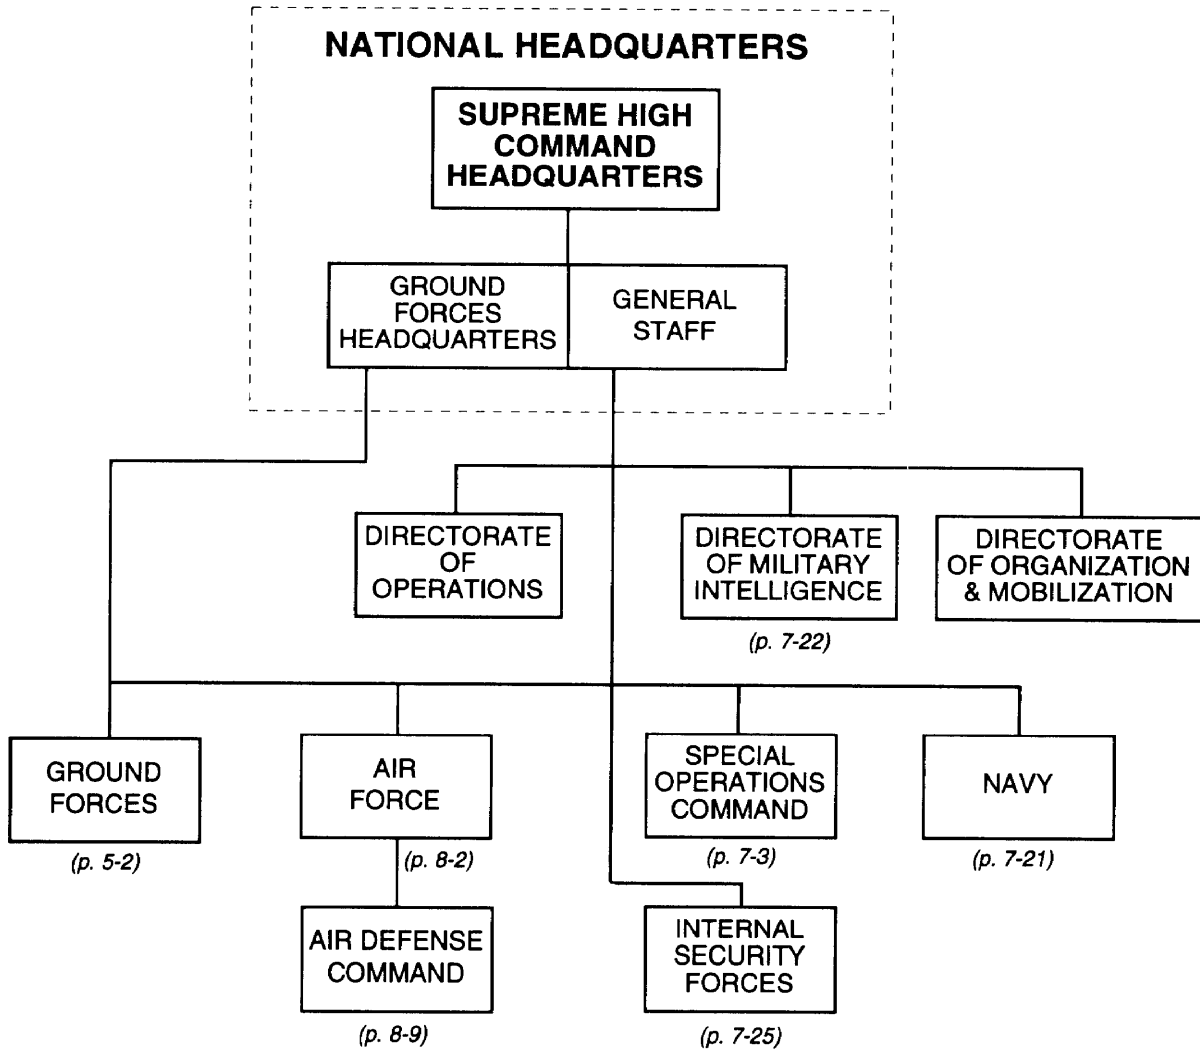 NATIONAL HEADQUARTERS
SUPREME HIGH
COMMAND
HEADQUARTERS
GROUND
FORCES
HEADQUARTERS
GENERAL
STAFF
DIRECTORATE
OF
OPERATIONS
DIRECTORATE
OF MILITARY
INTELLIGENCE
(p. 7-22)
DIRECTORATE
OF ORGANIZATION
& MOBILIZATION
GROUND
FORCES
(p. 5-2)
AIR
FORCE
(p. 8-2)
SPECIAL
OPERATIONS
COMMAND
(p. 7-3)
NAVY
(p. 7-21)
AIR DEFENSE
COMMAND
(p. 8-9)
INTERNAL
SECURITY
FORCES
(p. 7-25)